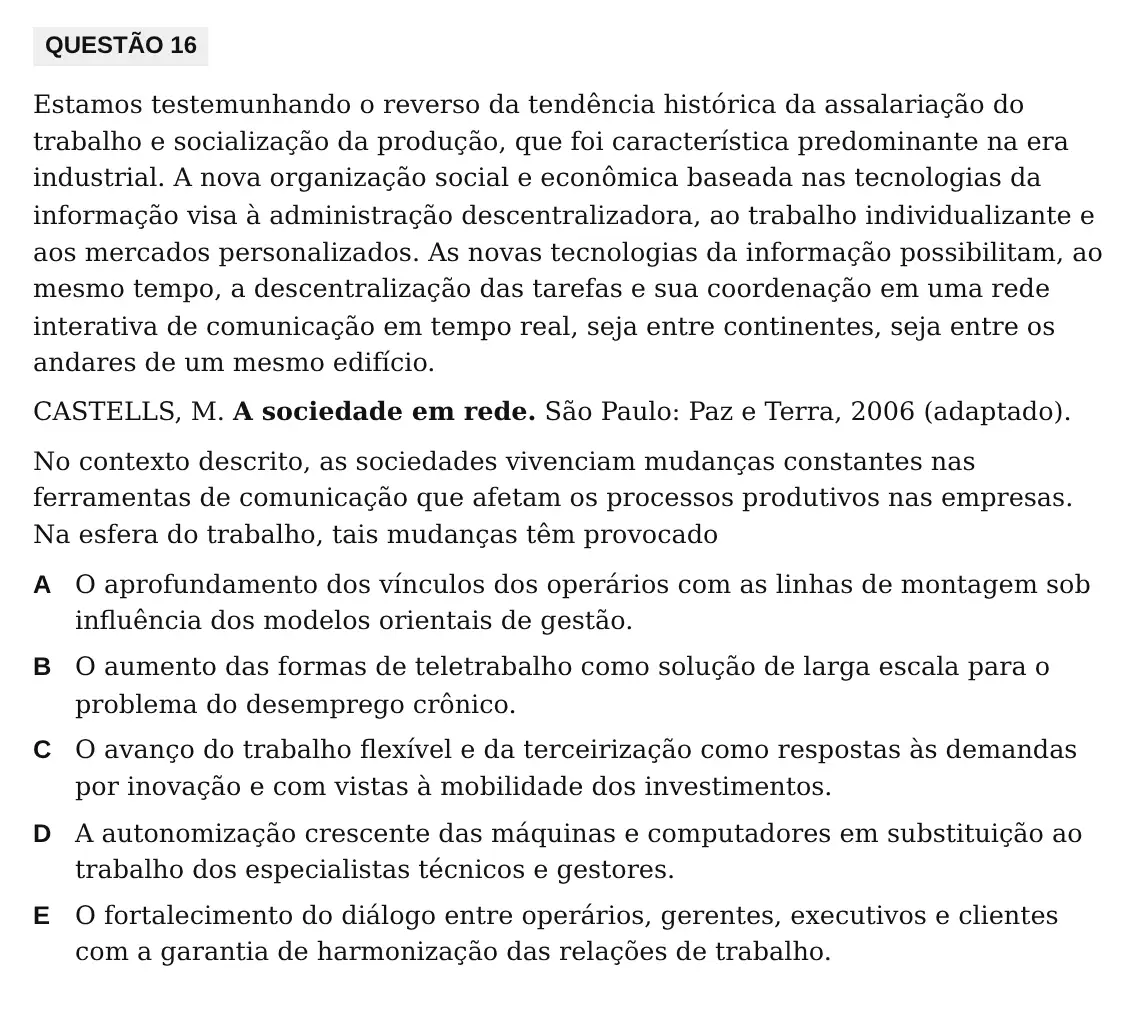 QUESTÃO 16
Estamos testemunhando o reverso da tendência histórica da assalariação do
trabalho e socialização da produção, que foi característica predominante na era
industrial. A nova organização social e econômica baseada nas tecnologias da
informação visa à administração descentralizadora, ao trabalho individualizante e
aos mercados personalizados. As novas tecnologias da informação possibilitam, ao
mesmo tempo, a descentralização das tarefas e sua coordenação em uma rede
interativa de comunicação em tempo real, seja entre continentes, seja entre os
andares de um mesmo edifício.
CASTELLS, M. A sociedade em rede. São Paulo: Paz e Terra, 2006 (adaptado).
No contexto descrito, as sociedades vivenciam mudanças constantes nas
ferramentas de comunicação que afetam os processos produtivos nas empresas.
Na esfera do trabalho, tais mudanças têm provocado
A O aprofundamento dos vínculos dos operários com as linhas de montagem sob
influência dos modelos orientais de gestão.
B O aumento das formas de teletrabalho como solução de larga escala para o
problema do desemprego crônico.
C O avanço do trabalho flexível e da terceirização como respostas às demandas
por inovação e com vistas à mobilidade dos investimentos.
D A autonomização crescente das máquinas e computadores em substituição ao
trabalho dos especialistas técnicos e gestores.
E O fortalecimento do diálogo entre operários, gerentes, executivos e clientes
com a garantia de harmonização das relações de trabalho.